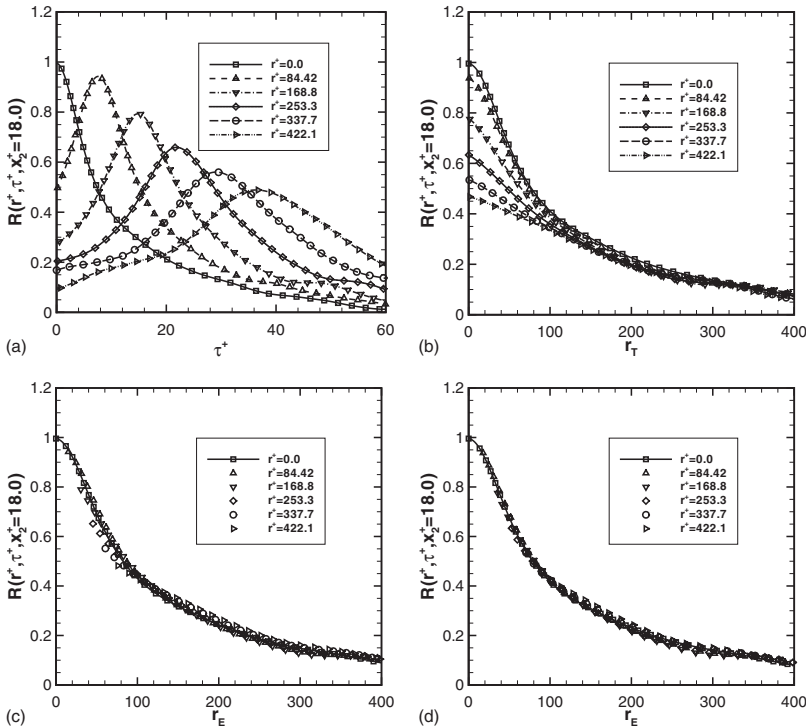 R(r⁺,τ⁺,x₂⁺=18.0)
1.2
1
0.8
0.6
0.4
0.2
0
0
20
40
60
τ⁺
r⁺=0.0
r⁺=84.42
r⁺=168.8
r⁺=253.3
r⁺=337.7
r⁺=422.1
(a)
R(r⁺,τ⁺,x₂⁺=18.0)
1.2
1
0.8
0.6
0.4
0.2
0
0
100
200
300
400
r_T
r⁺=0.0
r⁺=84.42
r⁺=168.8
r⁺=253.3
r⁺=337.7
r⁺=422.1
(b)
R(r⁺,τ⁺,x₂⁺=18.0)
1.2
1
0.8
0.6
0.4
0.2
0
0
100
200
300
400
r_E
r⁺=0.0
r⁺=84.42
r⁺=168.8
r⁺=253.3
r⁺=337.7
r⁺=422.1
(c)
R(r⁺,τ⁺,x₂⁺=18.0)
1.2
1
0.8
0.6
0.4
0.2
0
0
100
200
300
400
r_E
r⁺=0.0
r⁺=84.42
r⁺=168.8
r⁺=253.3
r⁺=337.7
r⁺=422.1
(d)